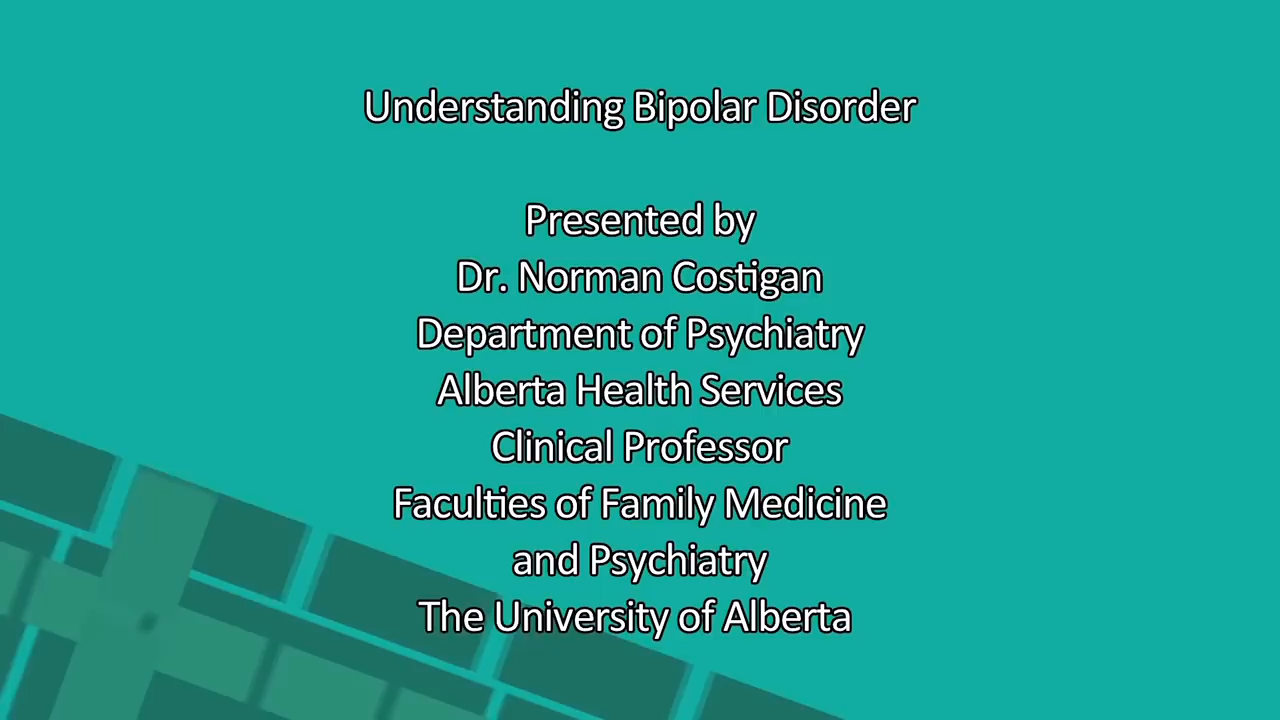 Understanding Bipolar Disorder
Presented by
Dr. Norman Costigan
Department of Psychiatry
Alberta Health Services
Clinical Professor
Faculties of Family Medicine
and Psychiatry
The University of Alberta